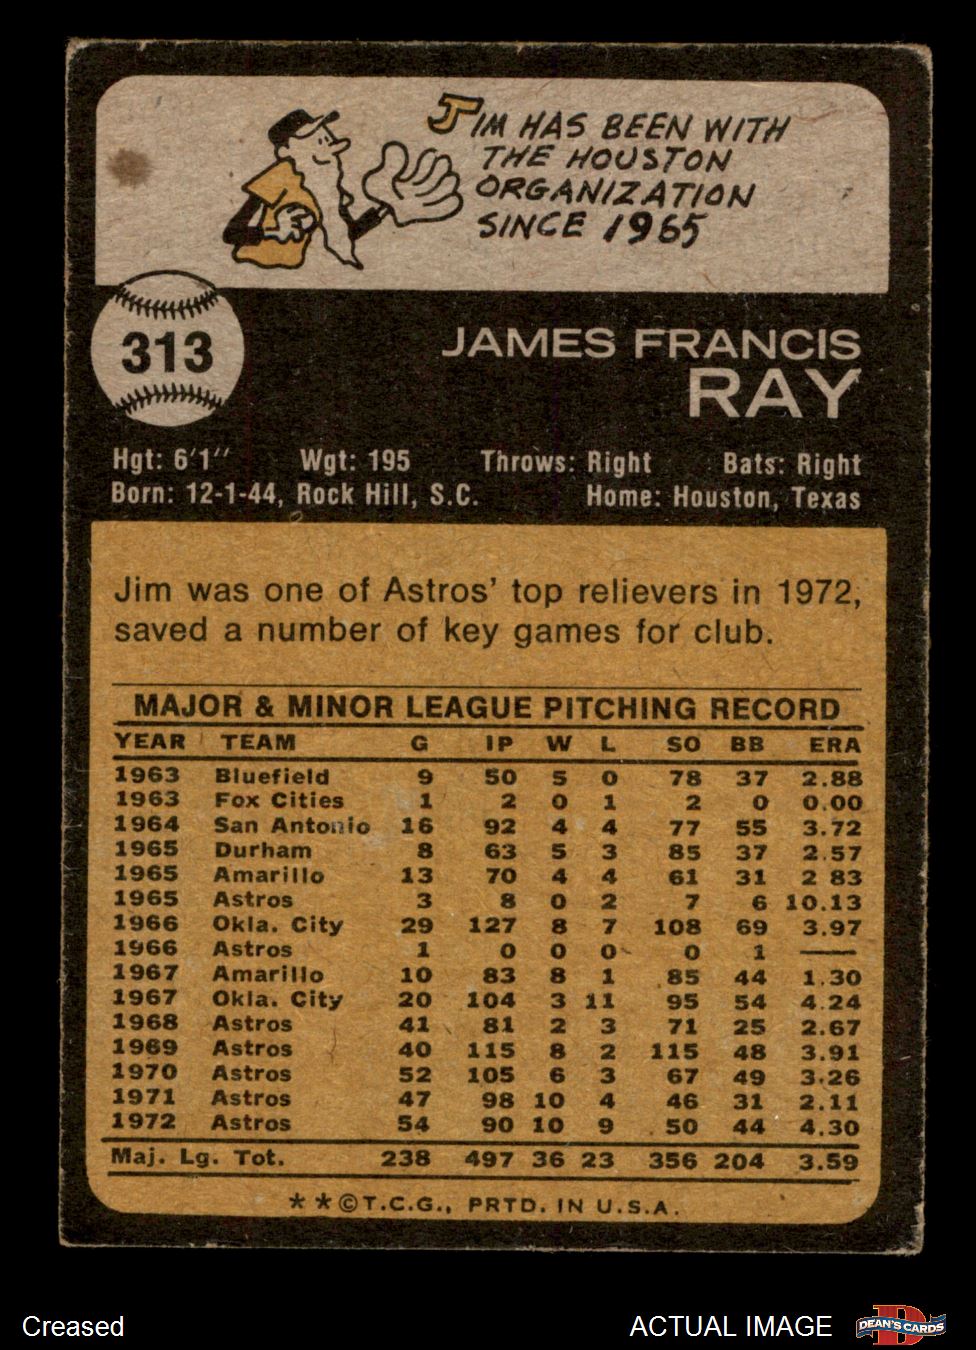 JIM HAS BEEN WITH
THE HOUSTON
ORGANIZATION
SINCE 1965
313
JAMES FRANCIS
RAY
Hgt: 6'1" Wgt: 195 Throws: Right Bats: Right
Born: 12-1-44, Rock Hill, S.C. Home: Houston, Texas
Jim was one of Astros' top relievers in 1972,
saved a number of key games for club.
MAJOR & MINOR LEAGUE PITCHING RECORD
YEAR TEAM G IP W L SO BB ERA
1963 Bluefield 9 50 5 0 78 37 2.88
1963 Fox Cities 1 2 0 1 2 0 0.00
1964 San Antonio 16 92 4 4 77 55 3.72
1965 Durham 8 63 5 3 85 37 2.57
1965 Amarillo 13 70 4 4 61 31 2 83
1965 Astros 3 8 0 2 7 6 10.13
1966 Okla. City 29 127 8 7 108 69 3.97
1966 Astros 1 0 0 0 0 1 —
1967 Amarillo 10 83 8 1 85 44 1.30
1967 Okla. City 20 104 3 11 95 54 4.24
1968 Astros 41 81 2 3 71 25 2.67
1969 Astros 40 115 8 2 115 48 3.91
1970 Astros 52 105 6 3 67 49 3.26
1971 Astros 47 98 10 4 46 31 2.11
1972 Astros 54 90 10 9 50 44 4.30
Maj. Lg. Tot. 238 497 36 23 356 204 3.59
* * © T.C.G., PRTD. IN U.S.A.
Creased ACTUAL IMAGE D DEAN'S CARDS